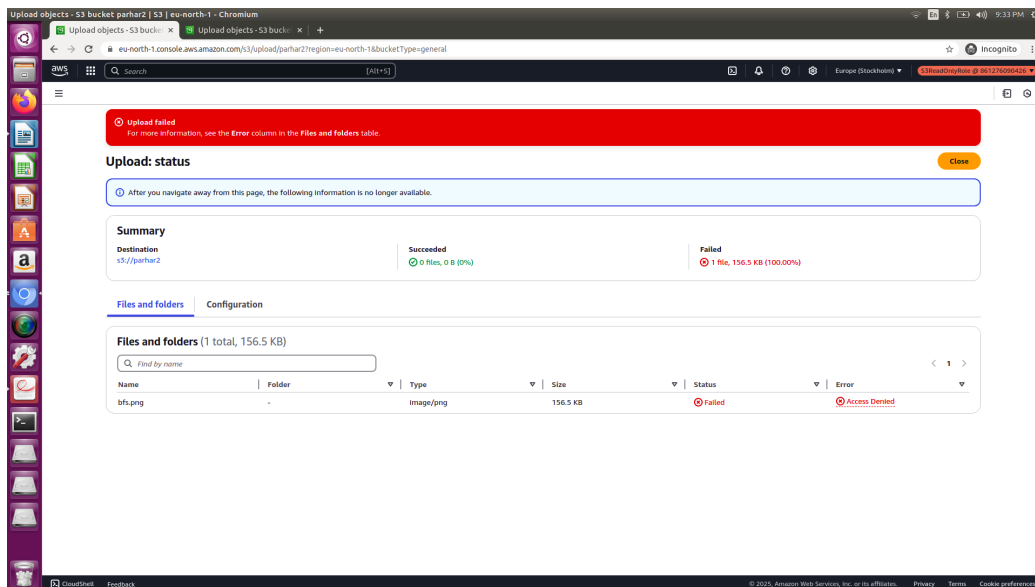 Upload objects - S3 bucket parhar2 | S3 | eu-north-1 - Chromium
En
9:33 PM
Upload objects - S3 bucke
Upload objects - S3 bucke
eu-north-1.console.aws.amazon.com/s3/upload/parhar2?region=eu-north-1&bucketType=general
Incognito
aws
Search
[Alt+S]
Europe (Stockholm)
S3ReadOnlyRole @ 861276090426
Upload failed
For more information, see the Error column in the Files and folders table.
Upload: status
Close
After you navigate away from this page, the following information is no longer available.
Summary
Destination
s3://parhar2
Succeeded
0 files, 0 B (0%)
Failed
1 file, 156.5 KB (100.00%)
Files and folders
Configuration
Files and folders (1 total, 156.5 KB)
Find by name
1
Name Folder Type Size Status Error
bfs.png - image/png 156.5 KB Failed Access Denied
CloudShell Feedback
© 2025, Amazon Web Services, Inc. or its affiliates. Privacy Terms Cookie preferences